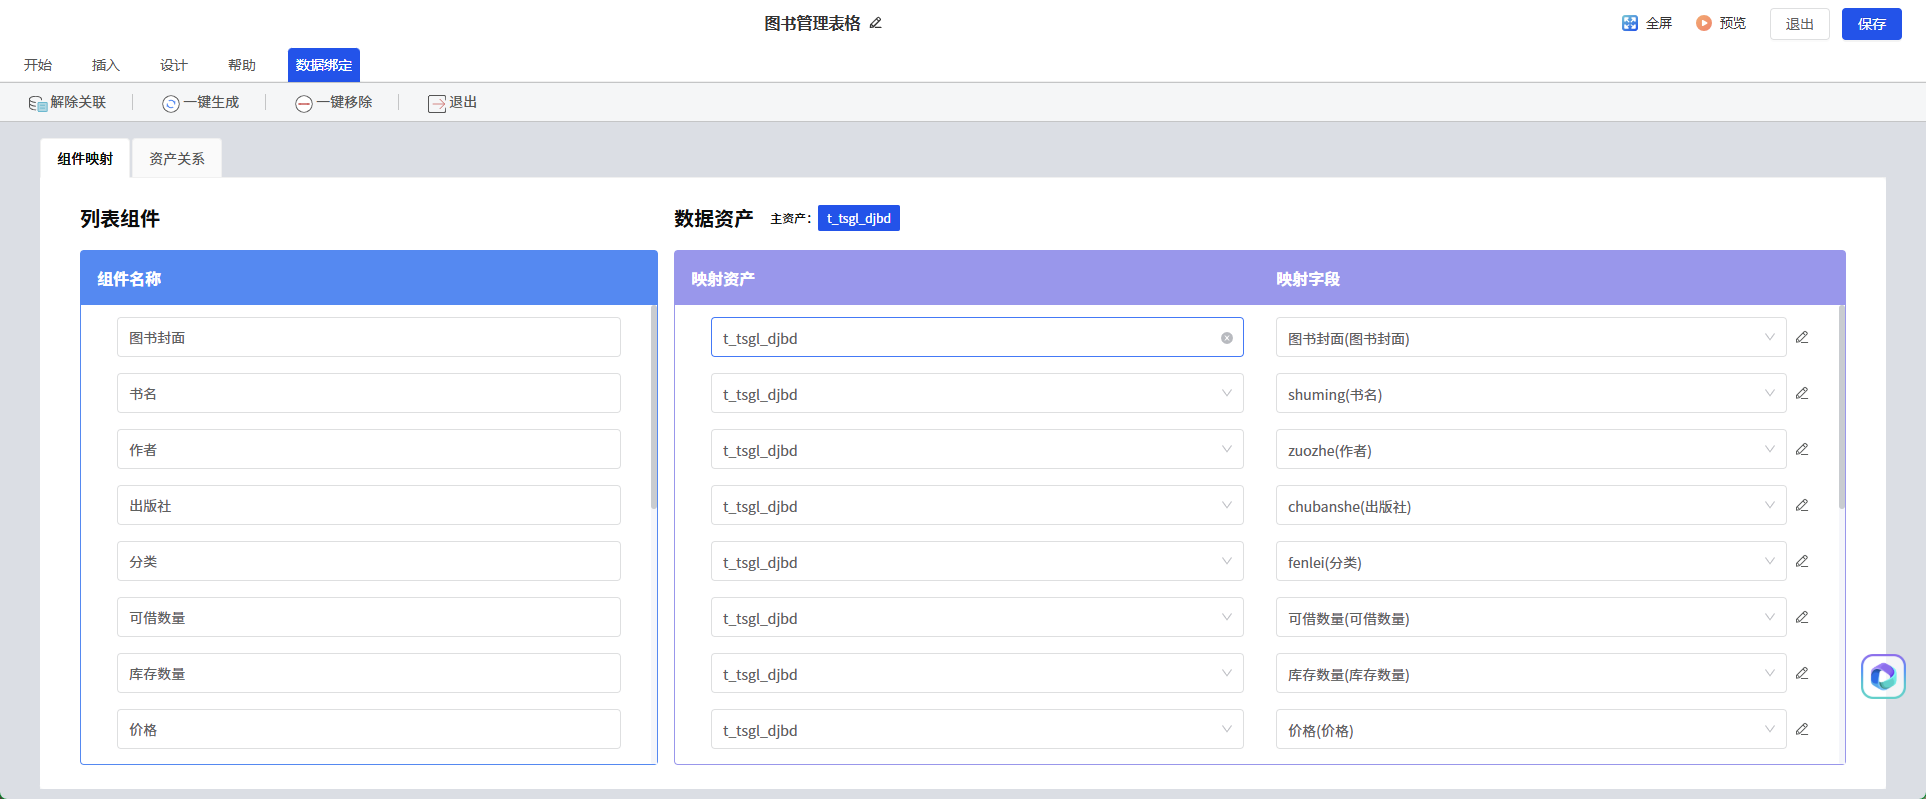 图书管理表格
全屏 预览 退出 保存
开始 插入 设计 帮助 数据绑定
解除关联 一键生成 一键移除 退出
组件映射 资产关系
列表组件 数据资产 主资产: t_tsgl_djbd
组件名称 映射资产 映射字段
图书封面 t_tsgl_djbd 图书封面(图书封面)
书名 t_tsgl_djbd shuming(书名)
作者 t_tsgl_djbd zuozhe(作者)
出版社 t_tsgl_djbd chubanshe(出版社)
分类 t_tsgl_djbd fenlei(分类)
可借数量 t_tsgl_djbd 可借数量(可借数量)
库存数量 t_tsgl_djbd 库存数量(库存数量)
价格 t_tsgl_djbd 价格(价格)